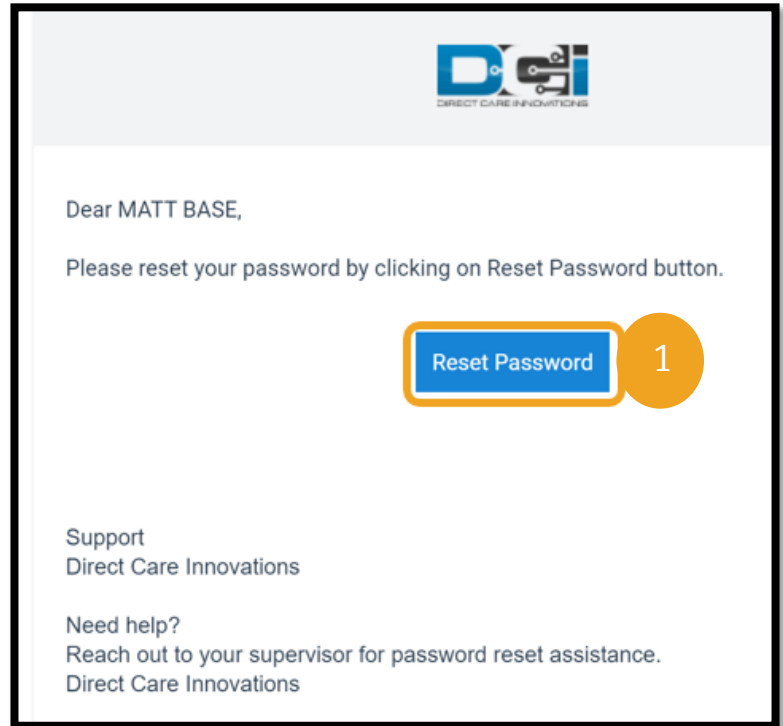 DCi
DIRECT CARE INNOVATIONS
Dear MATT BASE,
Please reset your password by clicking on Reset Password button.
Reset Password
1
Support
Direct Care Innovations
Need help?
Reach out to your supervisor for password reset assistance.
Direct Care Innovations